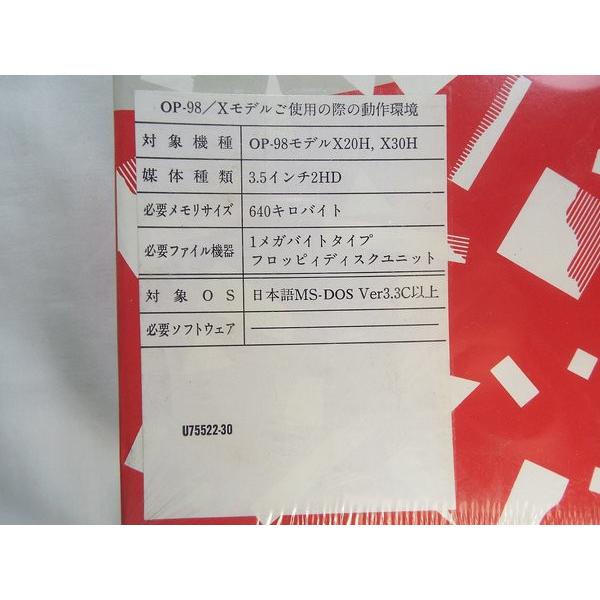 OP-98／Xモデルご使用の際の動作環境
対象機種 OP-98モデルX20H, X30H
媒体種類 3.5インチ2HD
必要メモリサイズ 640キロバイト
必要ファイル機器 1メガバイトタイプ
フロッピィディスクユニット
対象OS 日本語MS-DOS Ver3.3C以上
必要ソフトウェア
U75522-30